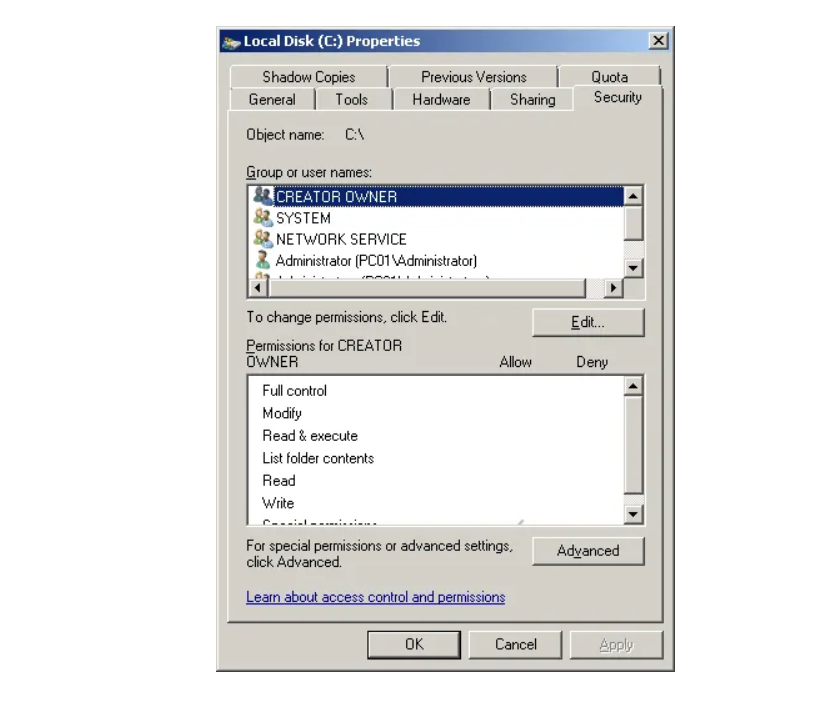 Local Disk (C:) Properties
Shadow Copies Previous Versions Quota
General Tools Hardware Sharing Security
Object name: C:\
Group or user names:
CREATOR OWNER
SYSTEM
NETWORK SERVICE
Administrator (PC01\Administrator)
To change permissions, click Edit.
Edit...
Permissions for CREATOR
OWNER Allow Deny
Full control
Modify
Read & execute
List folder contents
Read
Write
Special permissions
For special permissions or advanced settings,
click Advanced.
Advanced
Learn about access control and permissions
OK Cancel Apply